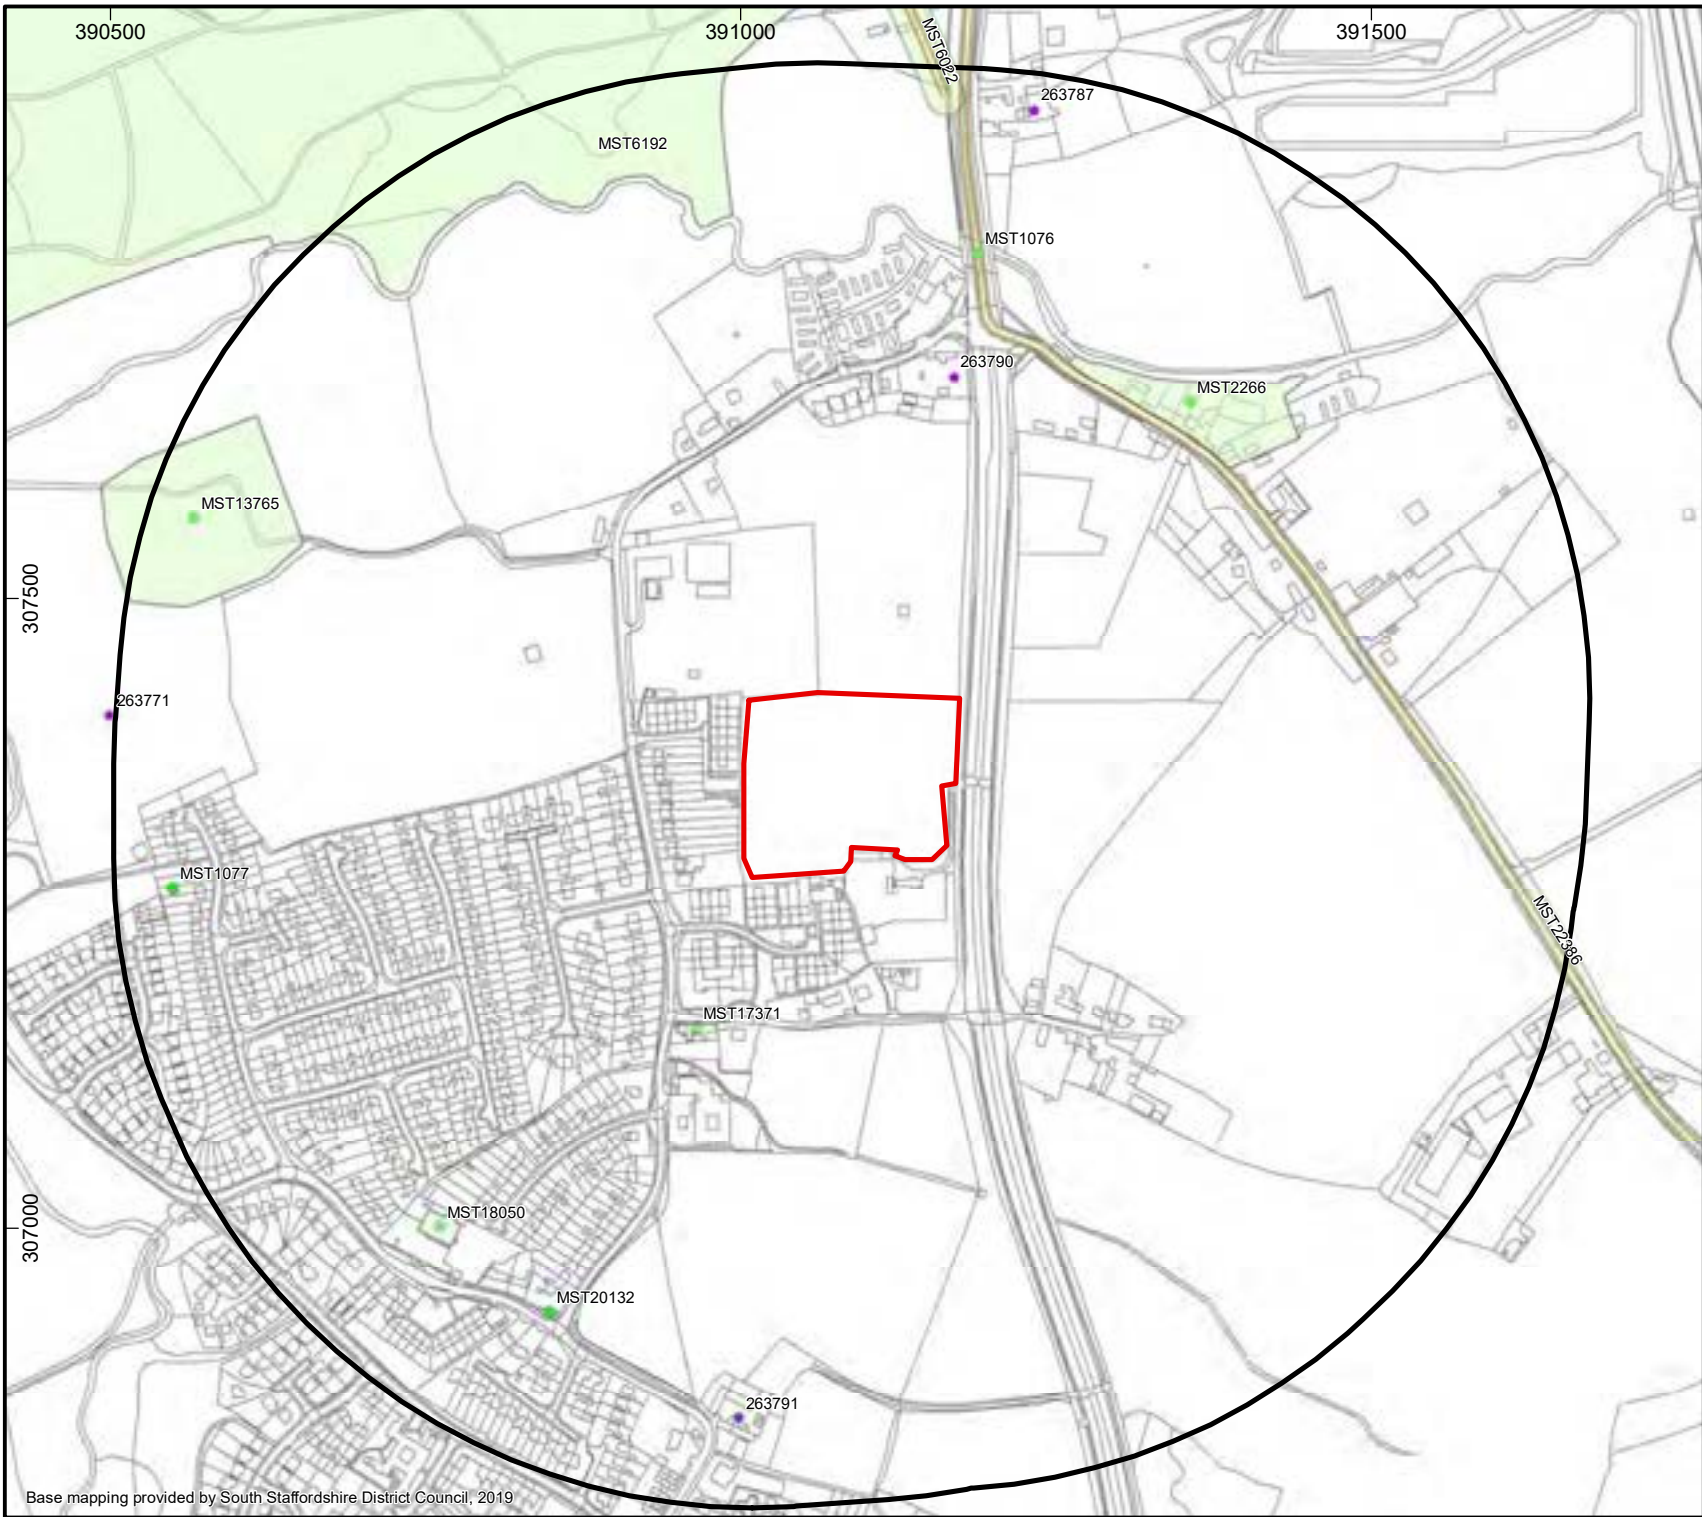 390500
391000
391500
MST6022
263787
MST6192
MST1076
263790
MST2266
MST13765
307500
263771
MST1077
MST22386
MST17371
MST18050
307000
MST20132
263791
Base mapping provided by South Staffordshire District Council, 2019